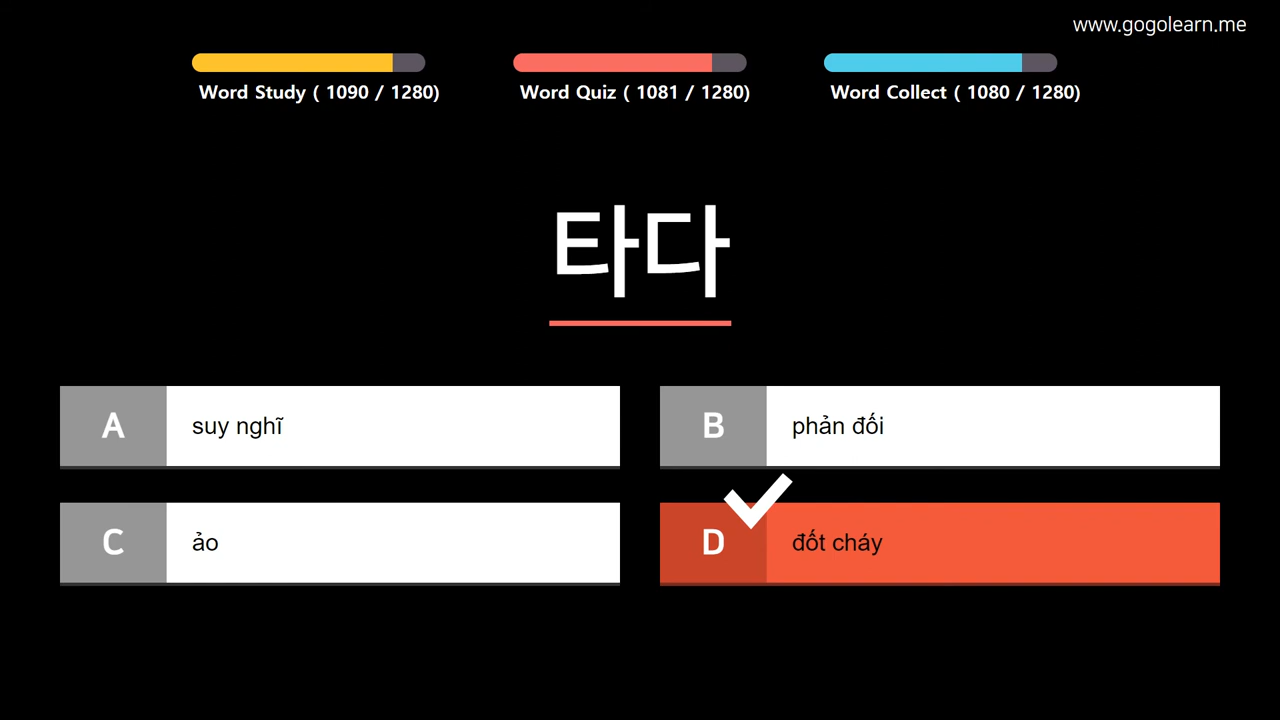 www.gogolearn.me
Word Study ( 1090 / 1280)
Word Quiz ( 1081 / 1280)
Word Collect ( 1080 / 1280)
타다
A suy nghĩ
B phản đối
C ảo
D đốt cháy